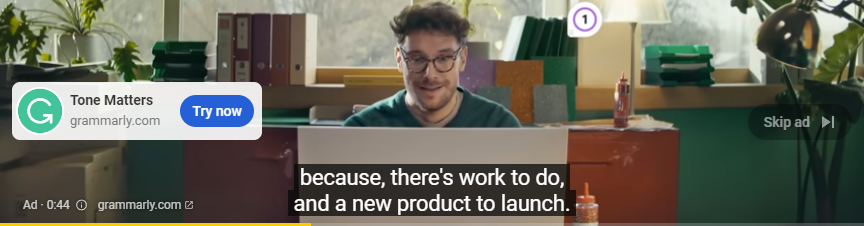 1
Tone Matters
grammarly.com
Try now
Skip ad
because, there's work to do,
and a new product to launch.
Ad · 0:44
grammarly.com